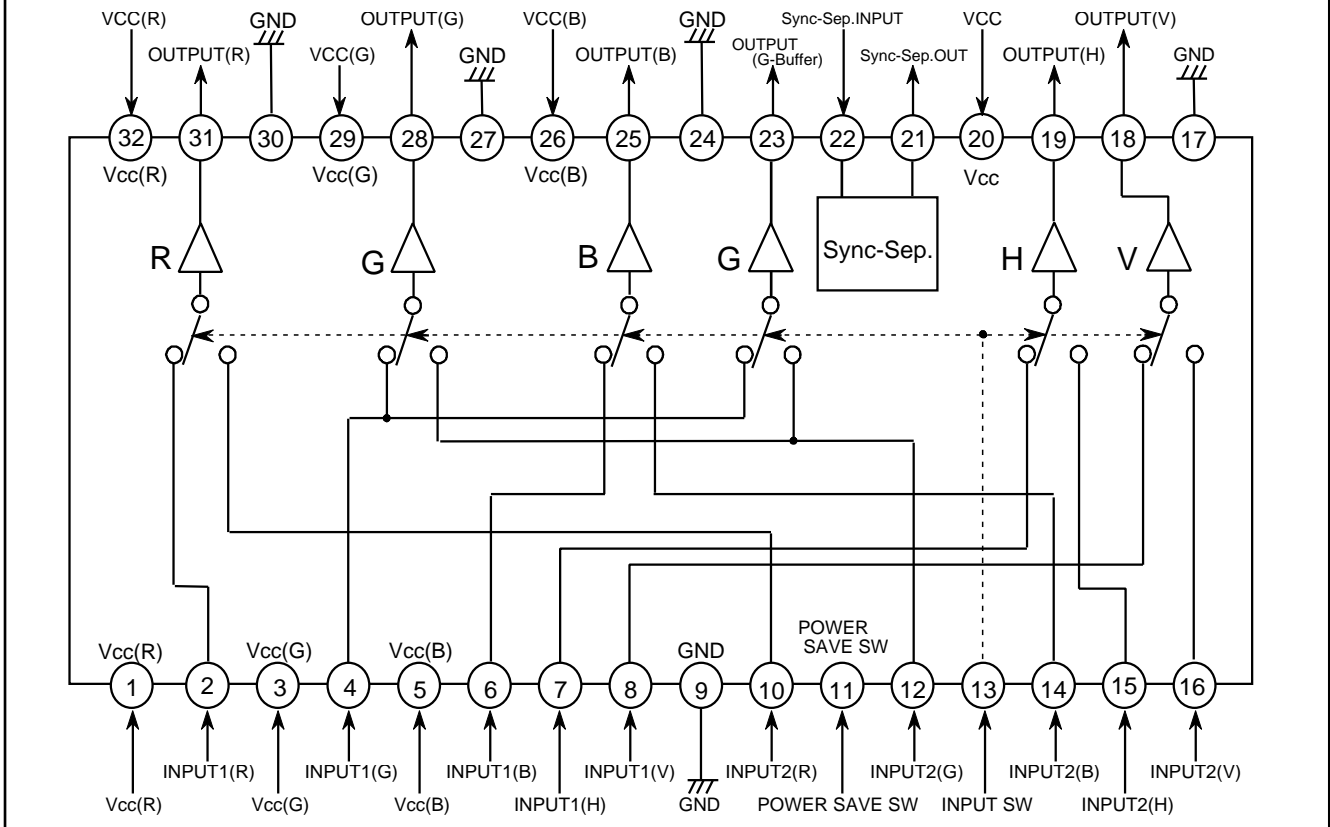 VCC(R)
OUTPUT(G)
GND
VCC(B)
GND
Sync-Sep.INPUT
VCC
OUTPUT(V)
OUTPUT(R)
VCC(G)
GND
OUTPUT(B)
OUTPUT
(G-Buffer)
Sync-Sep.OUT
OUTPUT(H)
GND
32 31 30 29 28 27 26 25 24 23 22 21 20 19 18 17
Vcc(R)
Vcc(G)
Vcc(B)
Vcc
R
G
B
G
Sync-Sep.
H
V
Vcc(R)
Vcc(G)
Vcc(B)
GND
POWER
SAVE SW
1 2 3 4 5 6 7 8 9 10 11 12 13 14 15 16
INPUT1(R)
INPUT1(G)
INPUT1(B)
INPUT1(V)
INPUT2(R)
INPUT2(G)
INPUT2(B)
INPUT2(V)
Vcc(R)
Vcc(G)
Vcc(B)
INPUT1(H)
GND
POWER SAVE SW
INPUT SW
INPUT2(H)